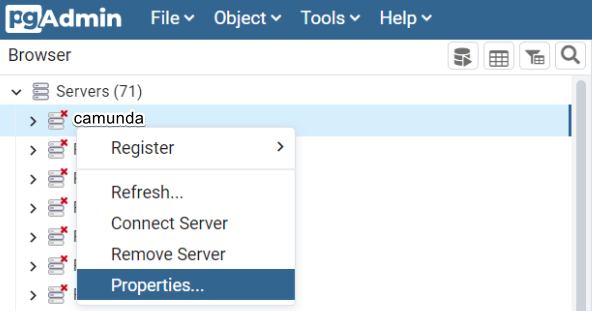 pgAdmin File Object Tools Help
Browser
Servers (71)
camunda
Register
Refresh...
Connect Server
Remove Server
Properties...